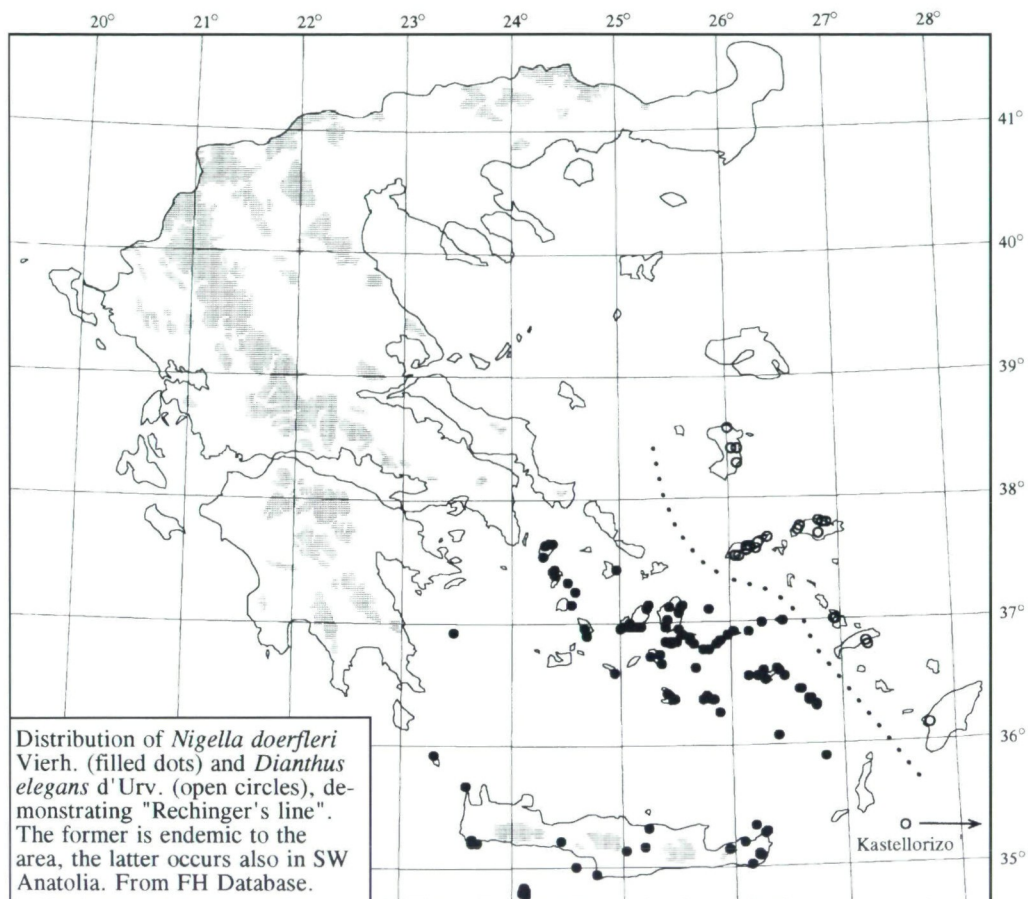 20° 21° 22° 23° 24° 25° 26° 27° 28°
41°
40°
39°
38°
37°
36°
35°
Kastellorizo
Distribution of Nigella doerfleri
Vierh. (filled dots) and Dianthus
elegans d'Urv. (open circles), de-
monstrating "Rechinger's line".
The former is endemic to the
area, the latter occurs also in SW
Anatolia. From FH Database.